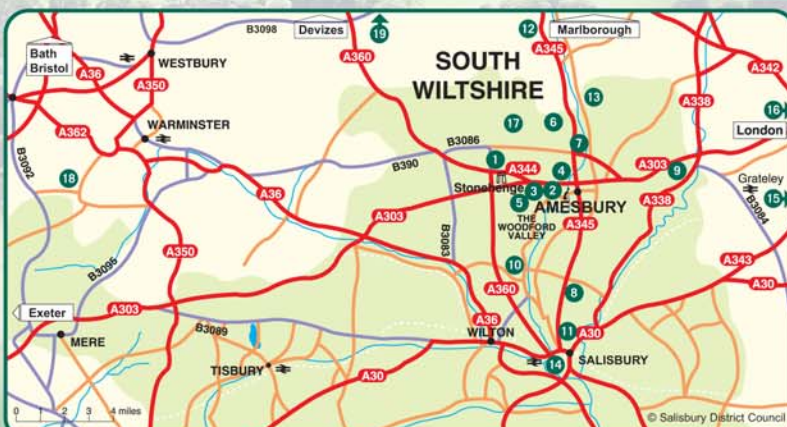 B3098
Devizes
19
12
A345
Marlborough
Bath
Bristol
A36
WESTBURY
A350
A360
SOUTH
WILTSHIRE
A342
13
A338
16
London
A362
WARMINSTER
17
6
7
B3086
B3092
18
B390
1
A344
4
A303
9
Grateley
Stonehenge
3
2
5
AMESBURY
A338
15
B3084
A36
A303
THE
WOODFORD
VALLEY
A345
B3083
A350
B3095
10
A343
A30
A360
8
Exeter
A303
B3089
A36
WILTON
11
A30
MERE
TISBURY
SALISBURY
14
A30
0 1 2 3 4 miles
© Salisbury District Council